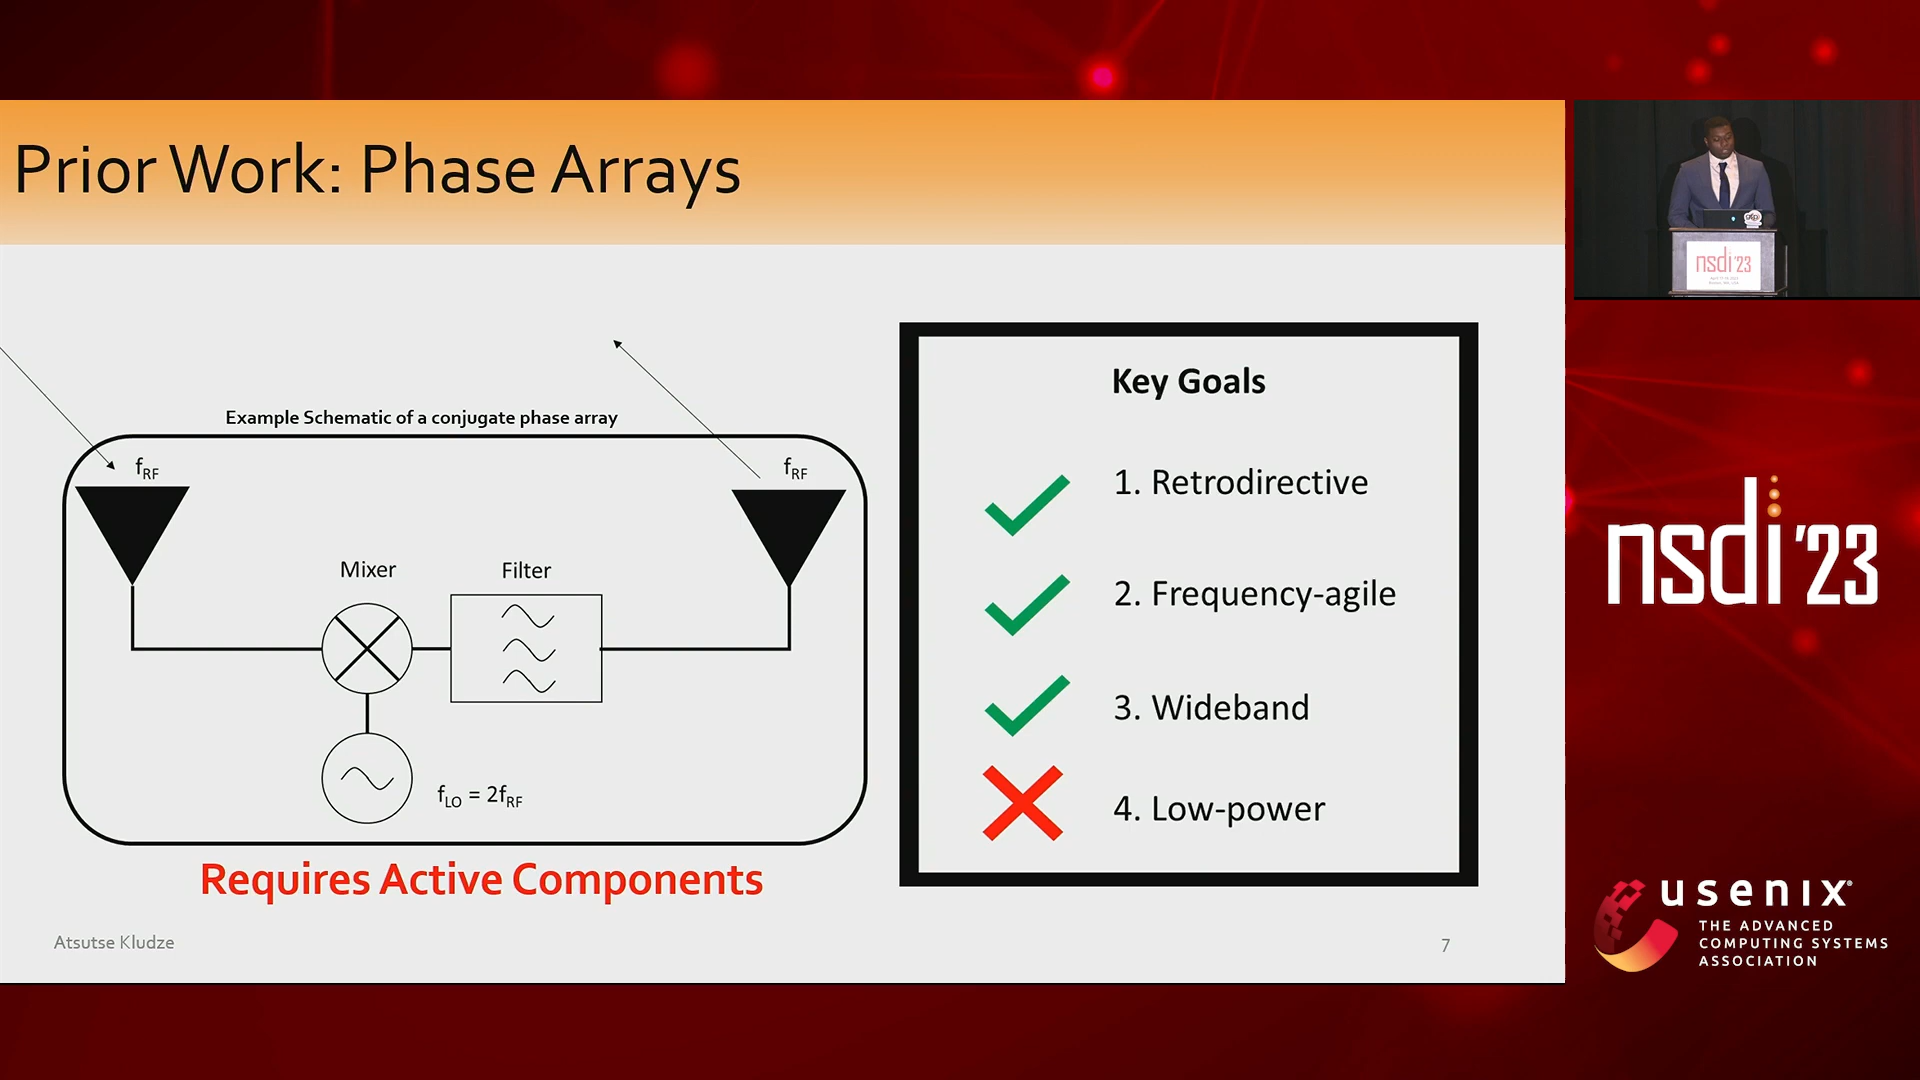 Prior Work: Phase Arrays
Example Schematic of a conjugate phase array
fRF
fRF
Mixer
Filter
fLO = 2fRF
Requires Active Components
Key Goals
1. Retrodirective
2. Frequency-agile
3. Wideband
4. Low-power
Atsutse Kludze
7
nsdi'23
nsdi'23
usenix®
THE ADVANCED
COMPUTING SYSTEMS
ASSOCIATION